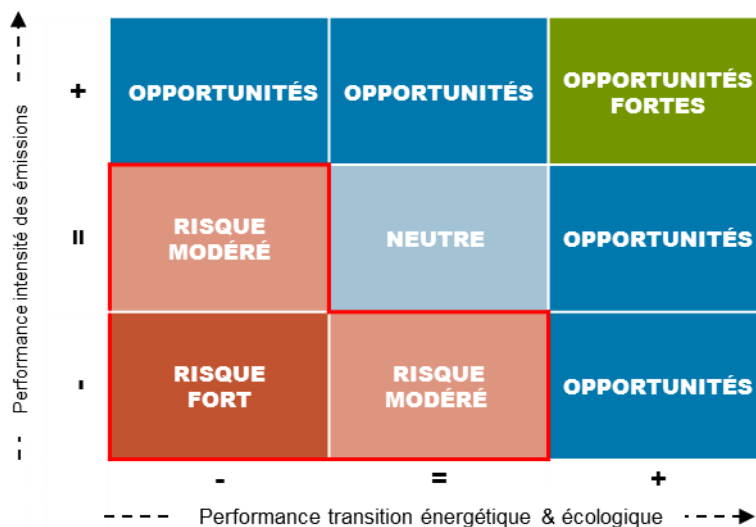 Performance intensité des émissions
+
OPPORTUNITÉS
OPPORTUNITÉS
OPPORTUNITÉS
FORTES
=
RISQUE
MODÉRÉ
NEUTRE
OPPORTUNITÉS
-
RISQUE
FORT
RISQUE
MODÉRÉ
OPPORTUNITÉS
-
=
+
Performance transition énergétique & écologique